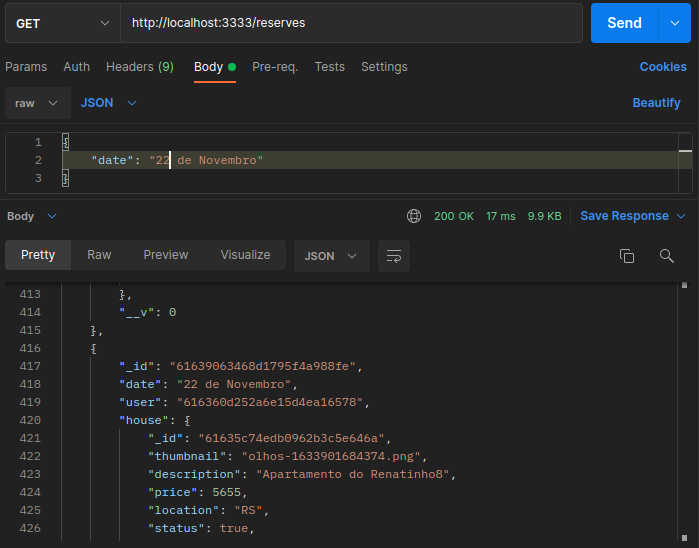 GET http://localhost:3333/reserves Send
Params Auth Headers (9) Body Pre-req. Tests Settings Cookies
raw JSON Beautify
1 {
2 "date": "22 de Novembro"
3 }
Body 200 OK 17 ms 9.9 KB Save Response
Pretty Raw Preview Visualize JSON
413 },
414 "__v": 0
415 },
416 {
417 "_id": "61639063468d1795f4a988fe",
418 "date": "22 de Novembro",
419 "user": "616360d252a6e15d4ea16578",
420 "house": {
421 "_id": "61635c74edb0962b3c5e646a",
422 "thumbnail": "olhos-1633901684374.png",
423 "description": "Apartamento do Renatinho8",
424 "price": 5655,
425 "location": "RS",
426 "status": true,